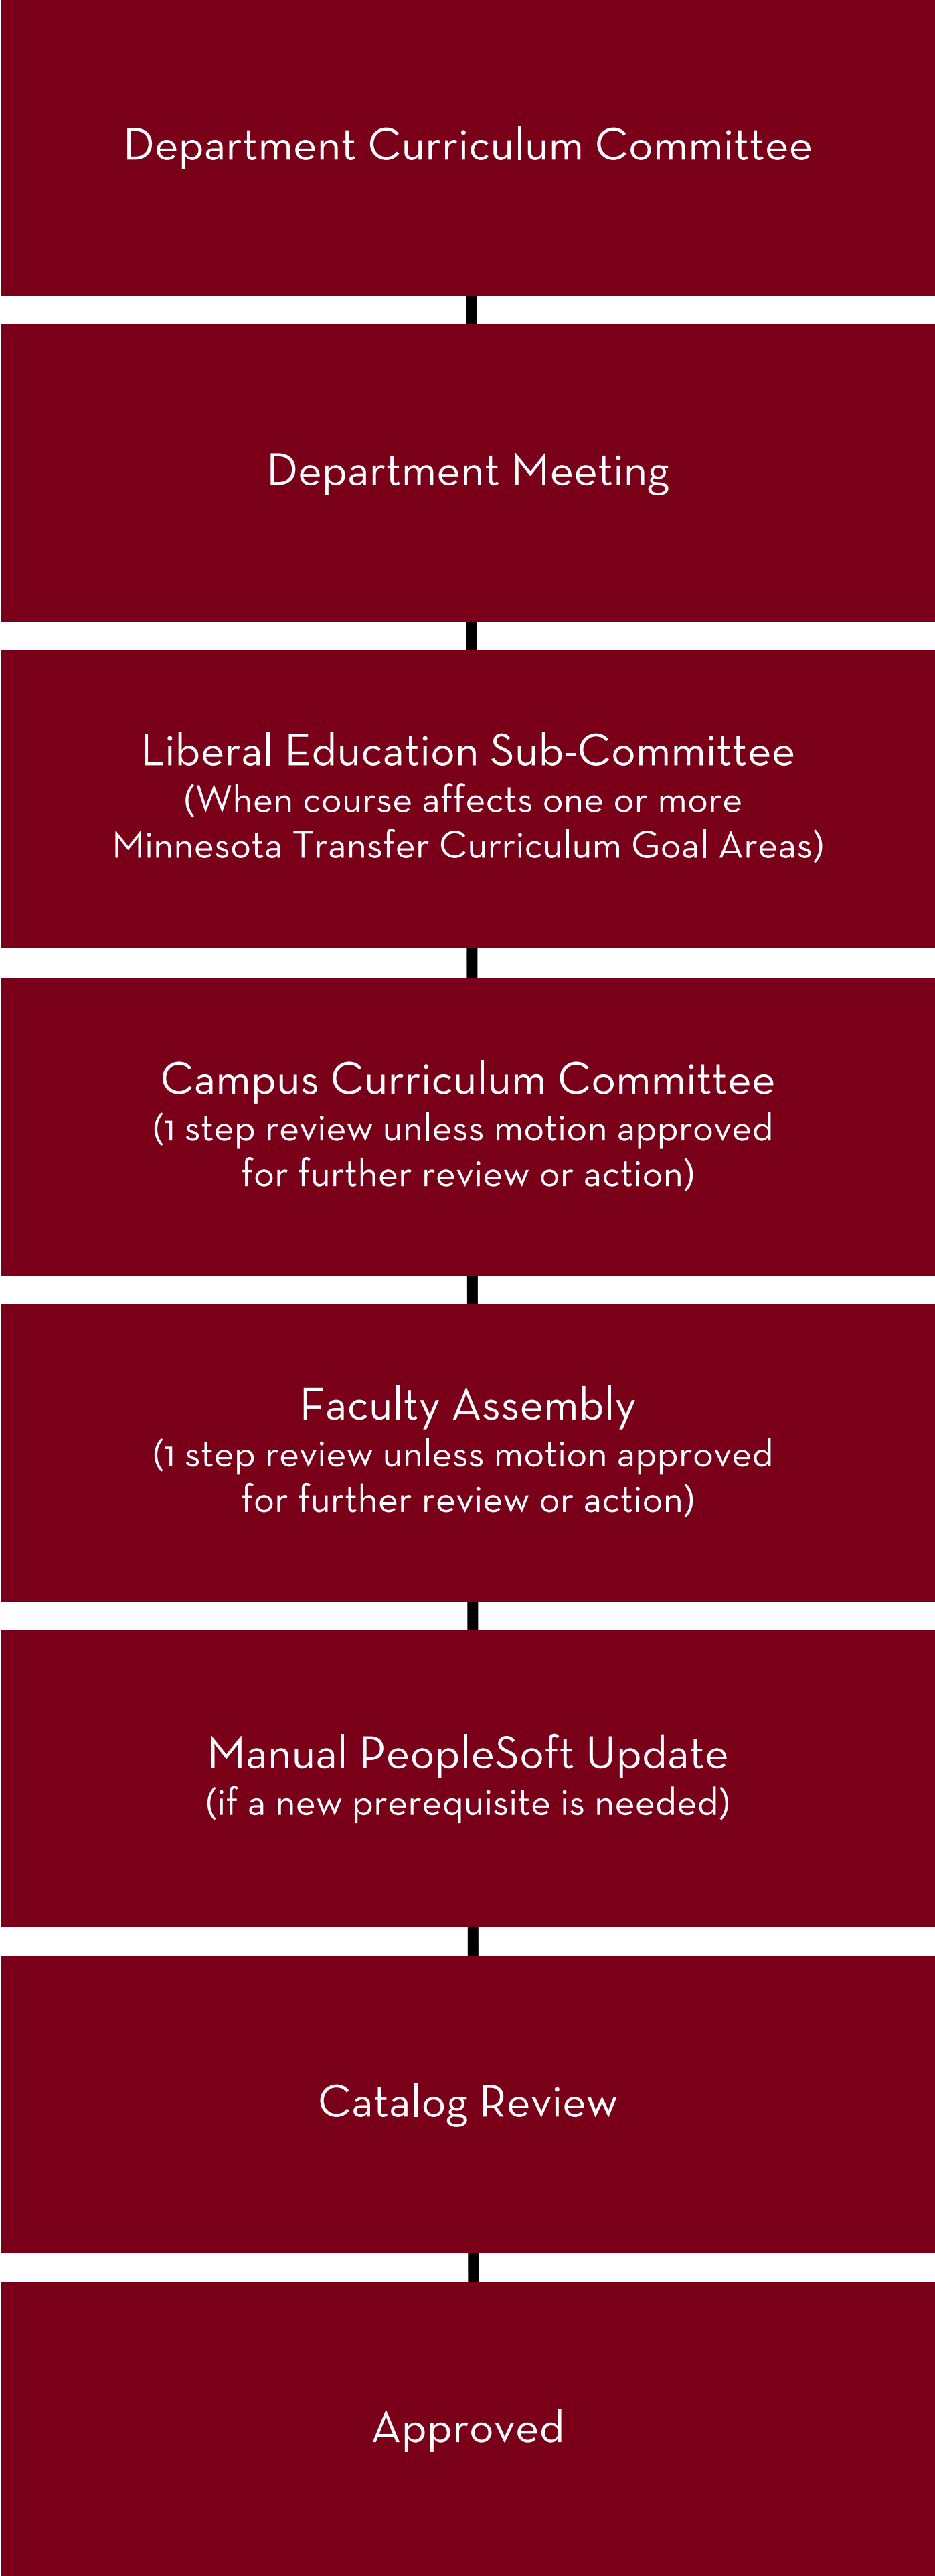 Department Curriculum Committee
Department Meeting
Liberal Education Sub-Committee
(When course affects one or more
Minnesota Transfer Curriculum Goal Areas)
Campus Curriculum Committee
(1 step review unless motion approved
for further review or action)
Faculty Assembly
(1 step review unless motion approved
for further review or action)
Manual PeopleSoft Update
(if a new prerequisite is needed)
Catalog Review
Approved